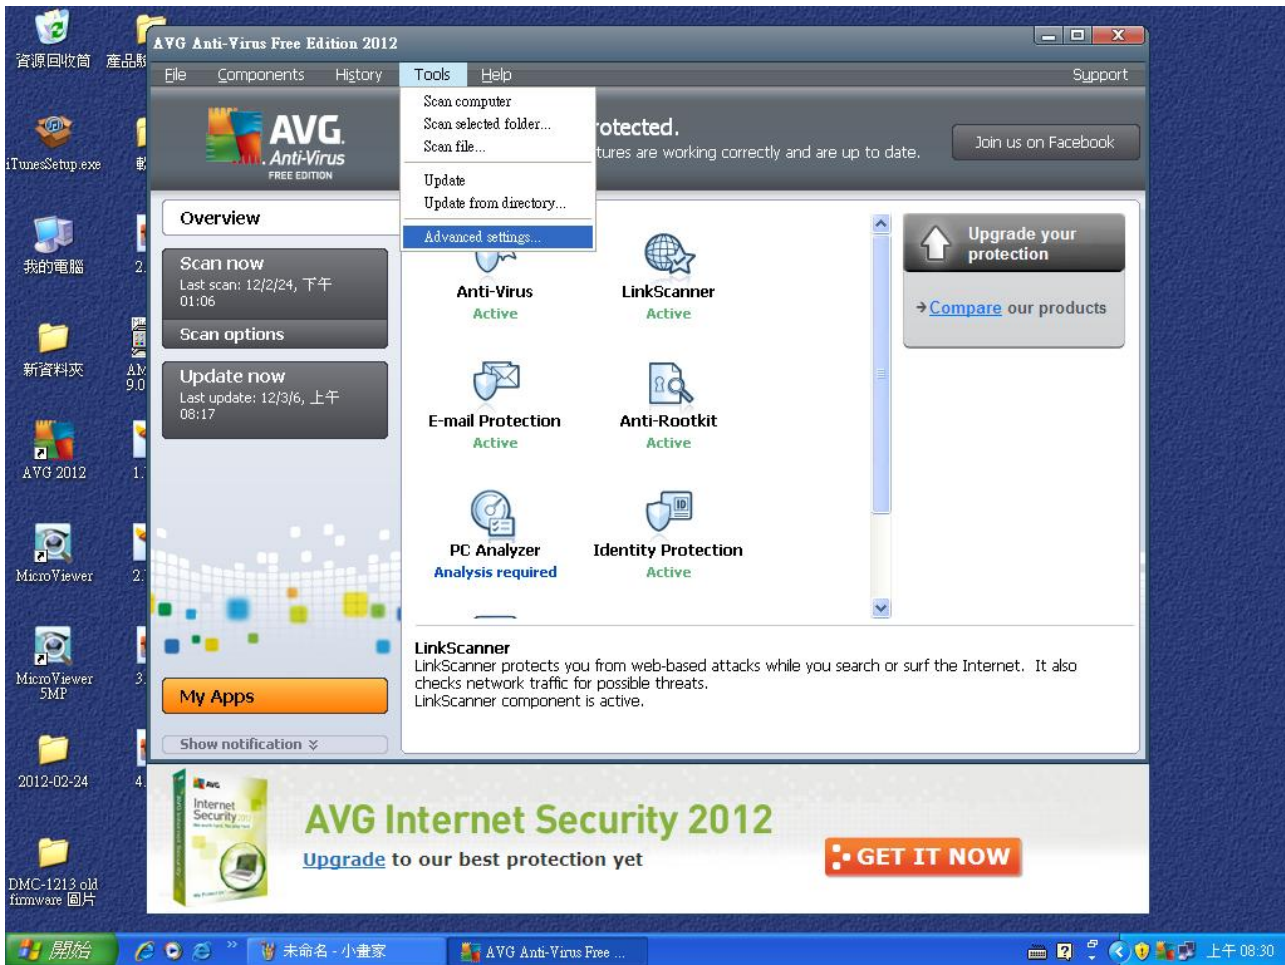 資源回收筒
iTunesSetup.exe
我的電腦
新資料夾
AVG 2012
MicroViewer
MicroViewer
5MP
2012-02-24
DMC-1213 old
firmware 圖片
AVG Anti-Virus Free Edition 2012
File Components History Tools Help Support
Scan computer
Scan selected folder...
Scan file...
Update
Update from directory...
Advanced settings...
AVG.
Anti-Virus
FREE EDITION
otected.
tures are working correctly and are up to date.
Join us on Facebook
Overview
Scan now
Last scan: 12/2/24, 下午
01:06
Scan options
Update now
Last update: 12/3/6, 上午
08:17
My Apps
Show notification
Anti-Virus
Active
LinkScanner
Active
E-mail Protection
Active
Anti-Rootkit
Active
PC Analyzer
Analysis required
Identity Protection
Active
ID
Upgrade your
protection
Compare our products
LinkScanner
LinkScanner protects you from web-based attacks while you search or surf the Internet. It also
checks network traffic for possible threats.
LinkScanner component is active.
AVG
Internet
Security
AVG Internet Security 2012
Upgrade to our best protection yet
GET IT NOW
開始
未命名 - 小畫家
AVG Anti-Virus Free ...
上午 08:30